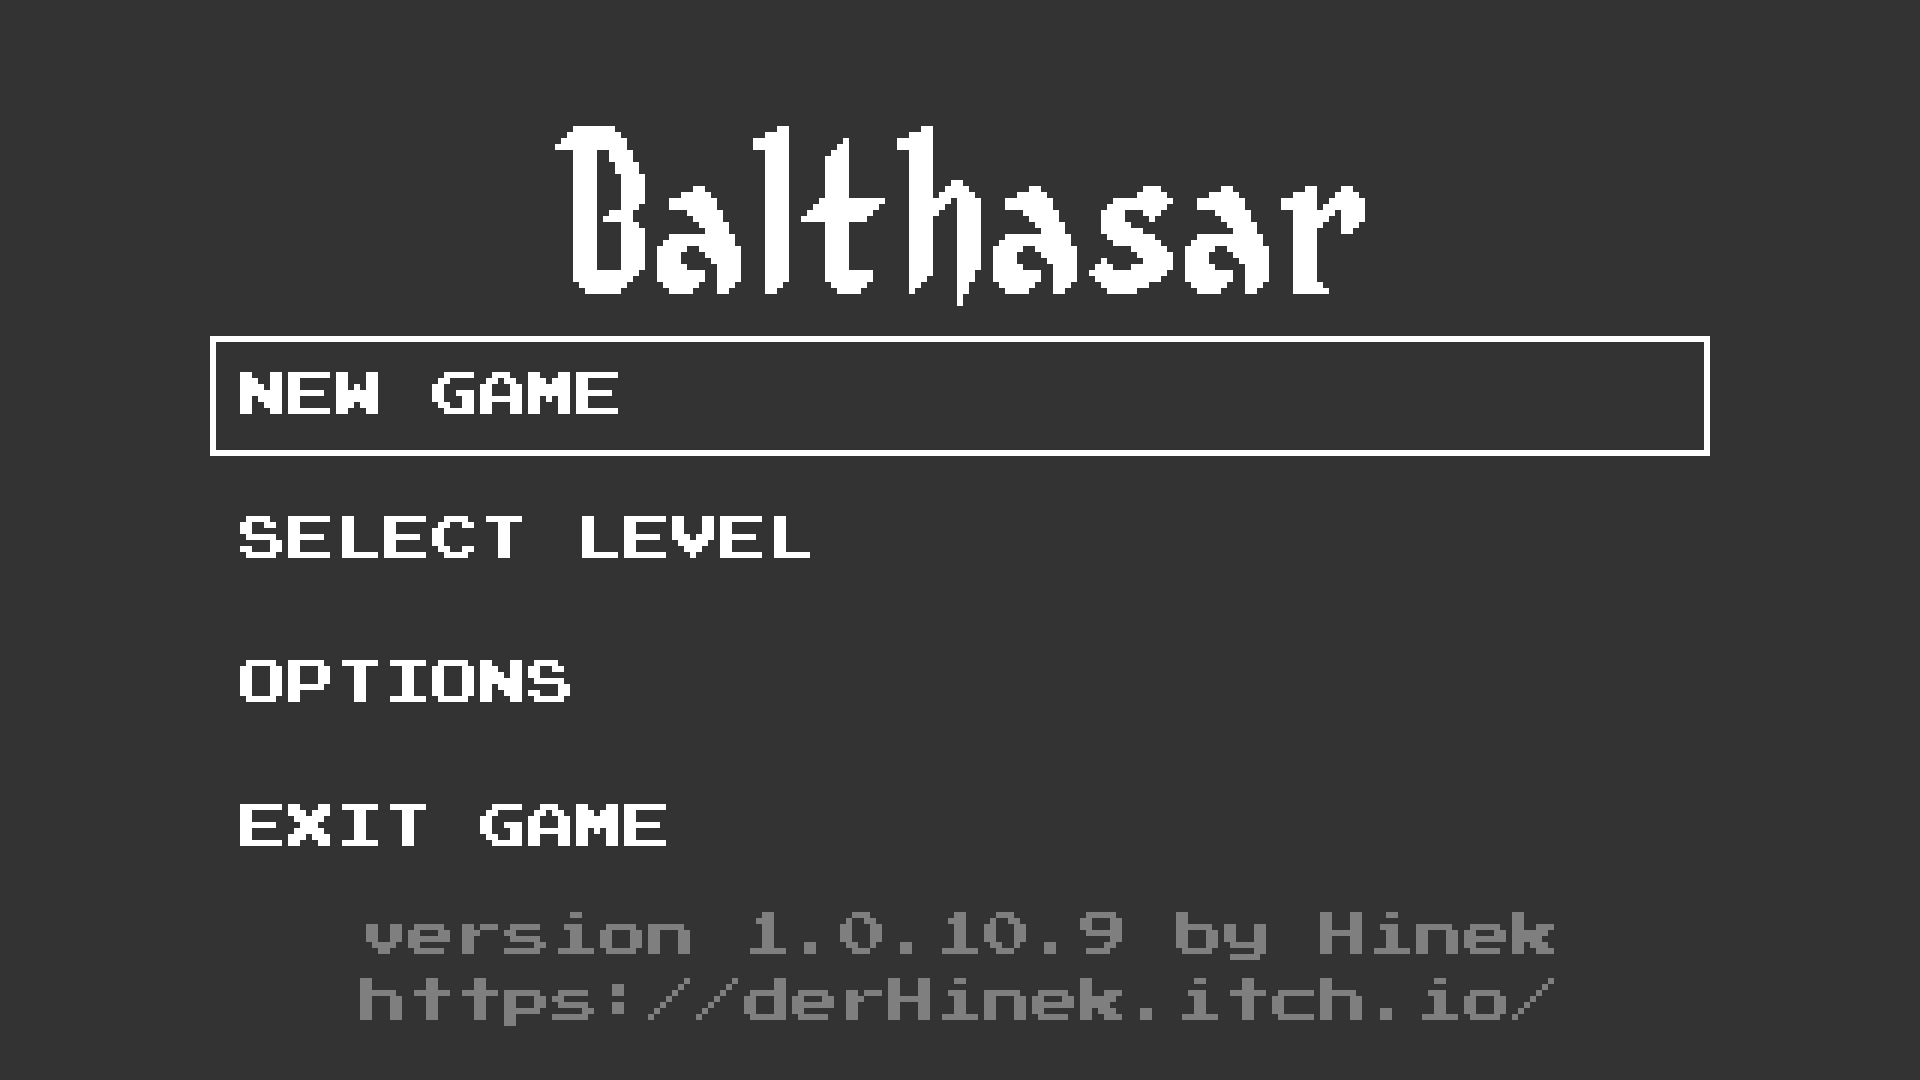 Balthasar
NEW GAME
SELECT LEVEL
OPTIONS
EXIT GAME
version 1.0.10.9 by Hinek
https://derHinek.itch.io/